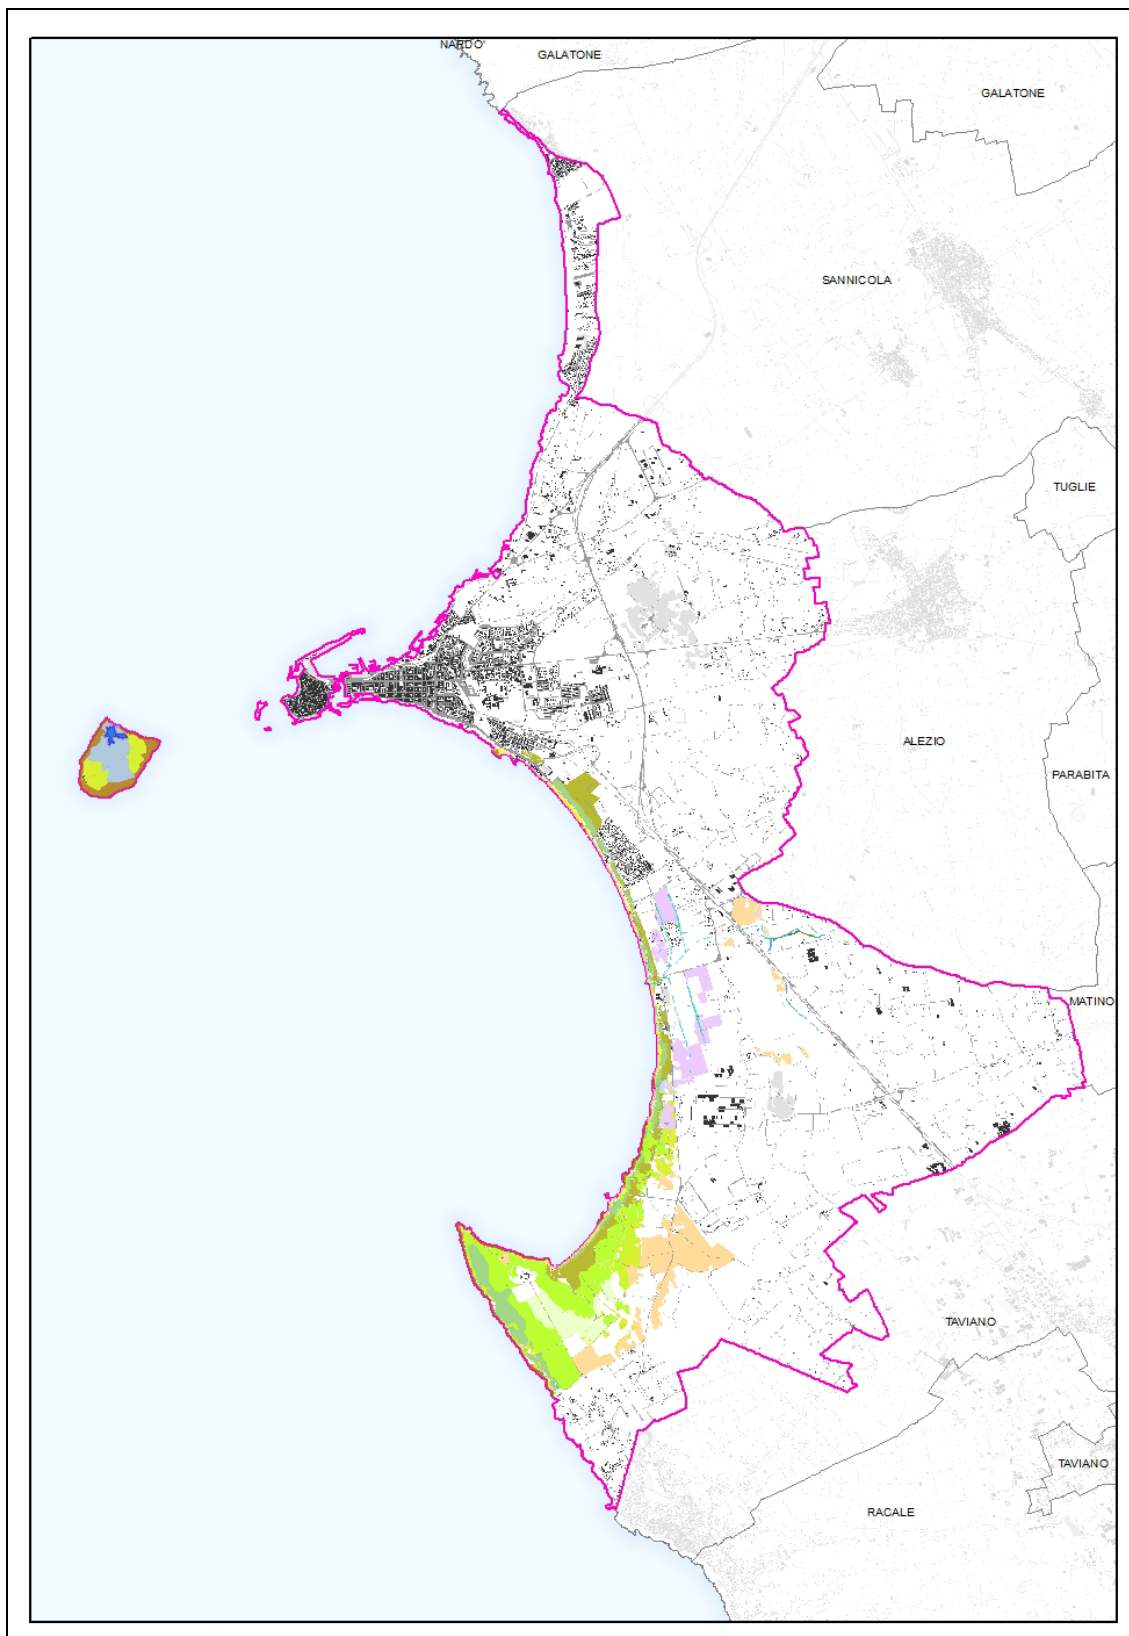 NARDO'
GALATONE
GALATONE
SANNICOLA
TUGLIE
ALEZIO
PARABITA
MATINO
TAVIANO
TAVIANO
RACALE